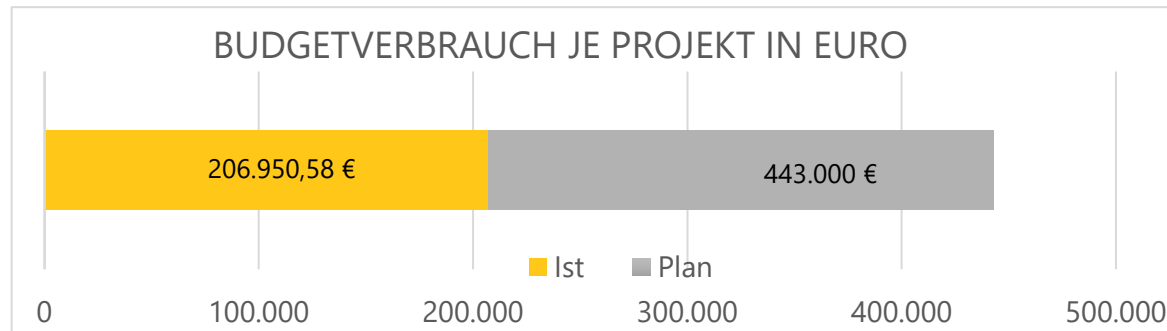 BUDGETVERBRAUCH JE PROJEKT IN EURO
206.950,58 € 443.000 €
Ist Plan
0 100.000 200.000 300.000 400.000 500.000